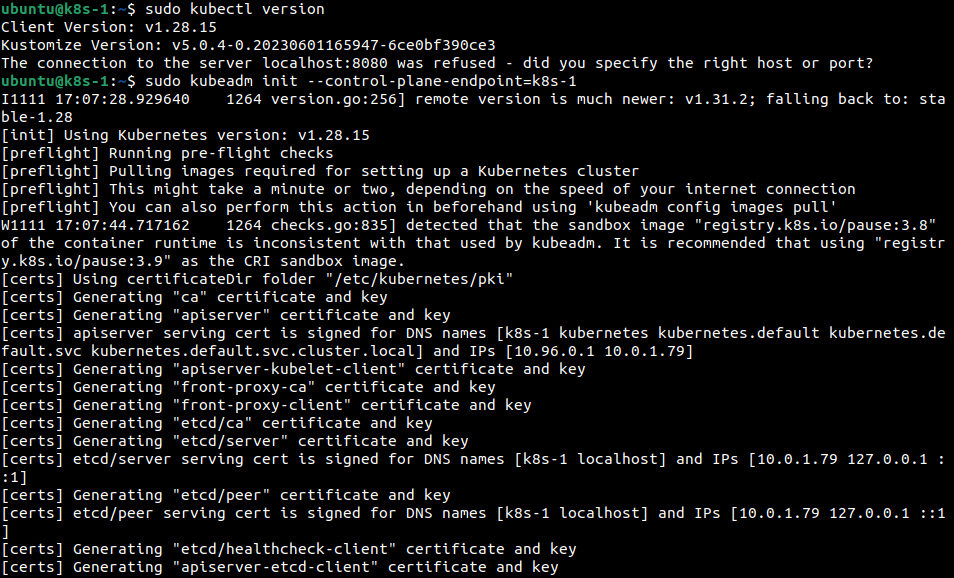 ubuntu@k8s-1:~$ sudo kubectl version
Client Version: v1.28.15
Kustomize Version: v5.0.4-0.20230601165947-6ce0bf390ce3
The connection to the server localhost:8080 was refused - did you specify the right host or port?
ubuntu@k8s-1:~$ sudo kubeadm init --control-plane-endpoint=k8s-1
I1111 17:07:28.929640    1264 version.go:256] remote version is much newer: v1.31.2; falling back to: sta
ble-1.28
[init] Using Kubernetes version: v1.28.15
[preflight] Running pre-flight checks
[preflight] Pulling images required for setting up a Kubernetes cluster
[preflight] This might take a minute or two, depending on the speed of your internet connection
[preflight] You can also perform this action in beforehand using 'kubeadm config images pull'
W1111 17:07:44.717162    1264 checks.go:835] detected that the sandbox image "registry.k8s.io/pause:3.8"
of the container runtime is inconsistent with that used by kubeadm. It is recommended that using "registr
y.k8s.io/pause:3.9" as the CRI sandbox image.
[certs] Using certificateDir folder "/etc/kubernetes/pki"
[certs] Generating "ca" certificate and key
[certs] Generating "apiserver" certificate and key
[certs] apiserver serving cert is signed for DNS names [k8s-1 kubernetes kubernetes.default kubernetes.de
fault.svc kubernetes.default.svc.cluster.local] and IPs [10.96.0.1 10.0.1.79]
[certs] Generating "apiserver-kubelet-client" certificate and key
[certs] Generating "front-proxy-ca" certificate and key
[certs] Generating "front-proxy-client" certificate and key
[certs] Generating "etcd/ca" certificate and key
[certs] Generating "etcd/server" certificate and key
[certs] etcd/server serving cert is signed for DNS names [k8s-1 localhost] and IPs [10.0.1.79 127.0.0.1 :
:1]
[certs] Generating "etcd/peer" certificate and key
[certs] etcd/peer serving cert is signed for DNS names [k8s-1 localhost] and IPs [10.0.1.79 127.0.0.1 ::1
]
[certs] Generating "etcd/healthcheck-client" certificate and key
[certs] Generating "apiserver-etcd-client" certificate and key